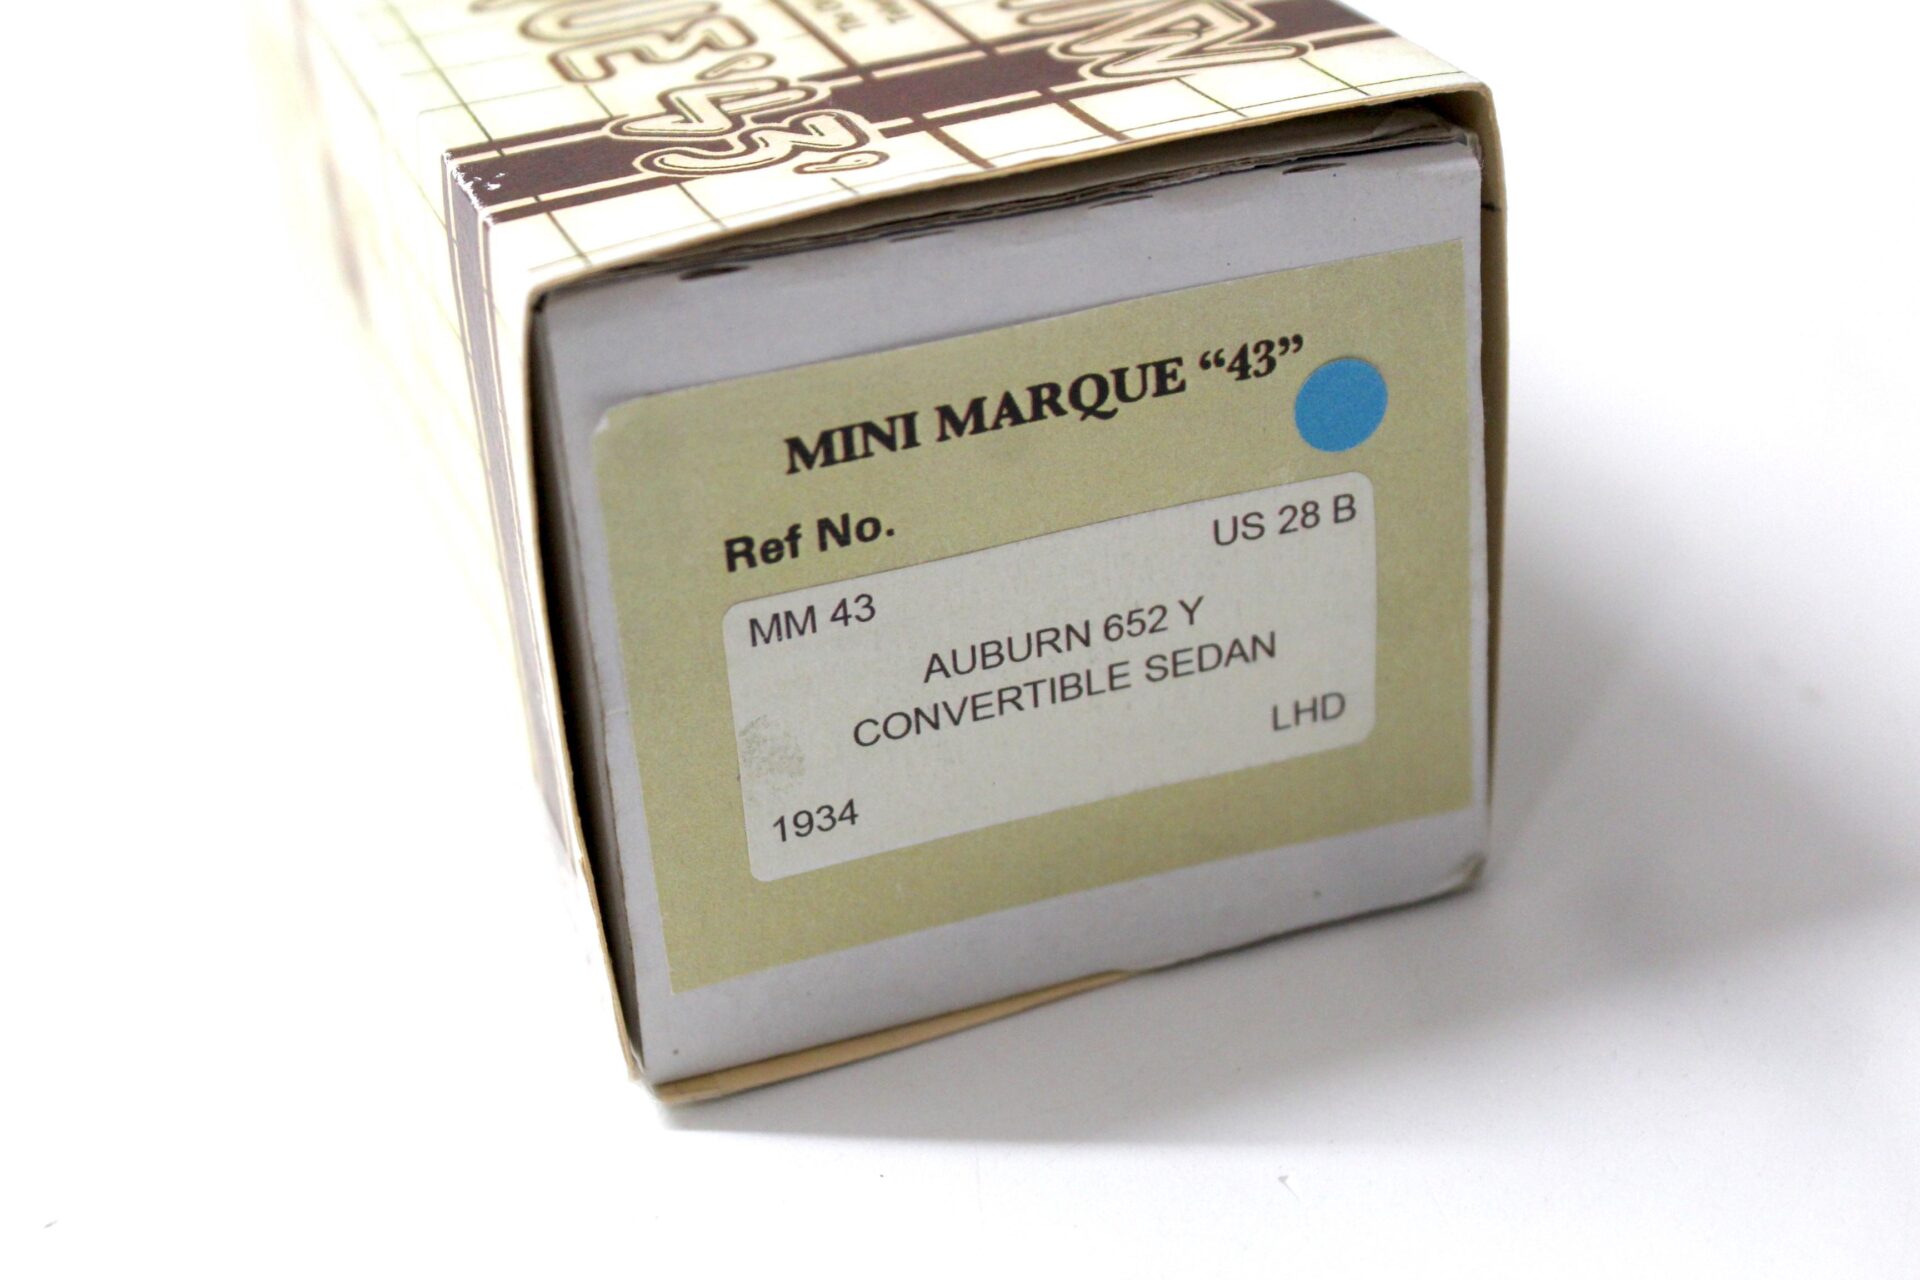 MINI MARQUE “43”
Ref No.
US 28 B
MM 43
AUBURN 652 Y
CONVERTIBLE SEDAN
LHD
1934